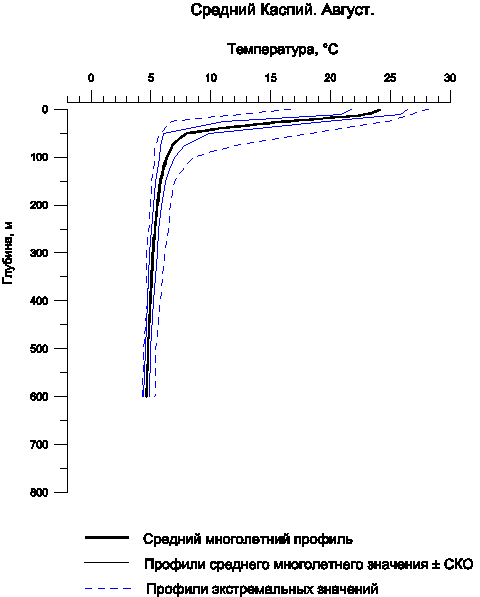 Средний Каспий. Август.
Температура, °C
0 5 10 15 20 25 30
0
100
200
300
400
500
600
700
800
Глубина, м
Средний многолетний профиль
Профили среднего многолетнего значения ± СКО
Профили экстремальных значений